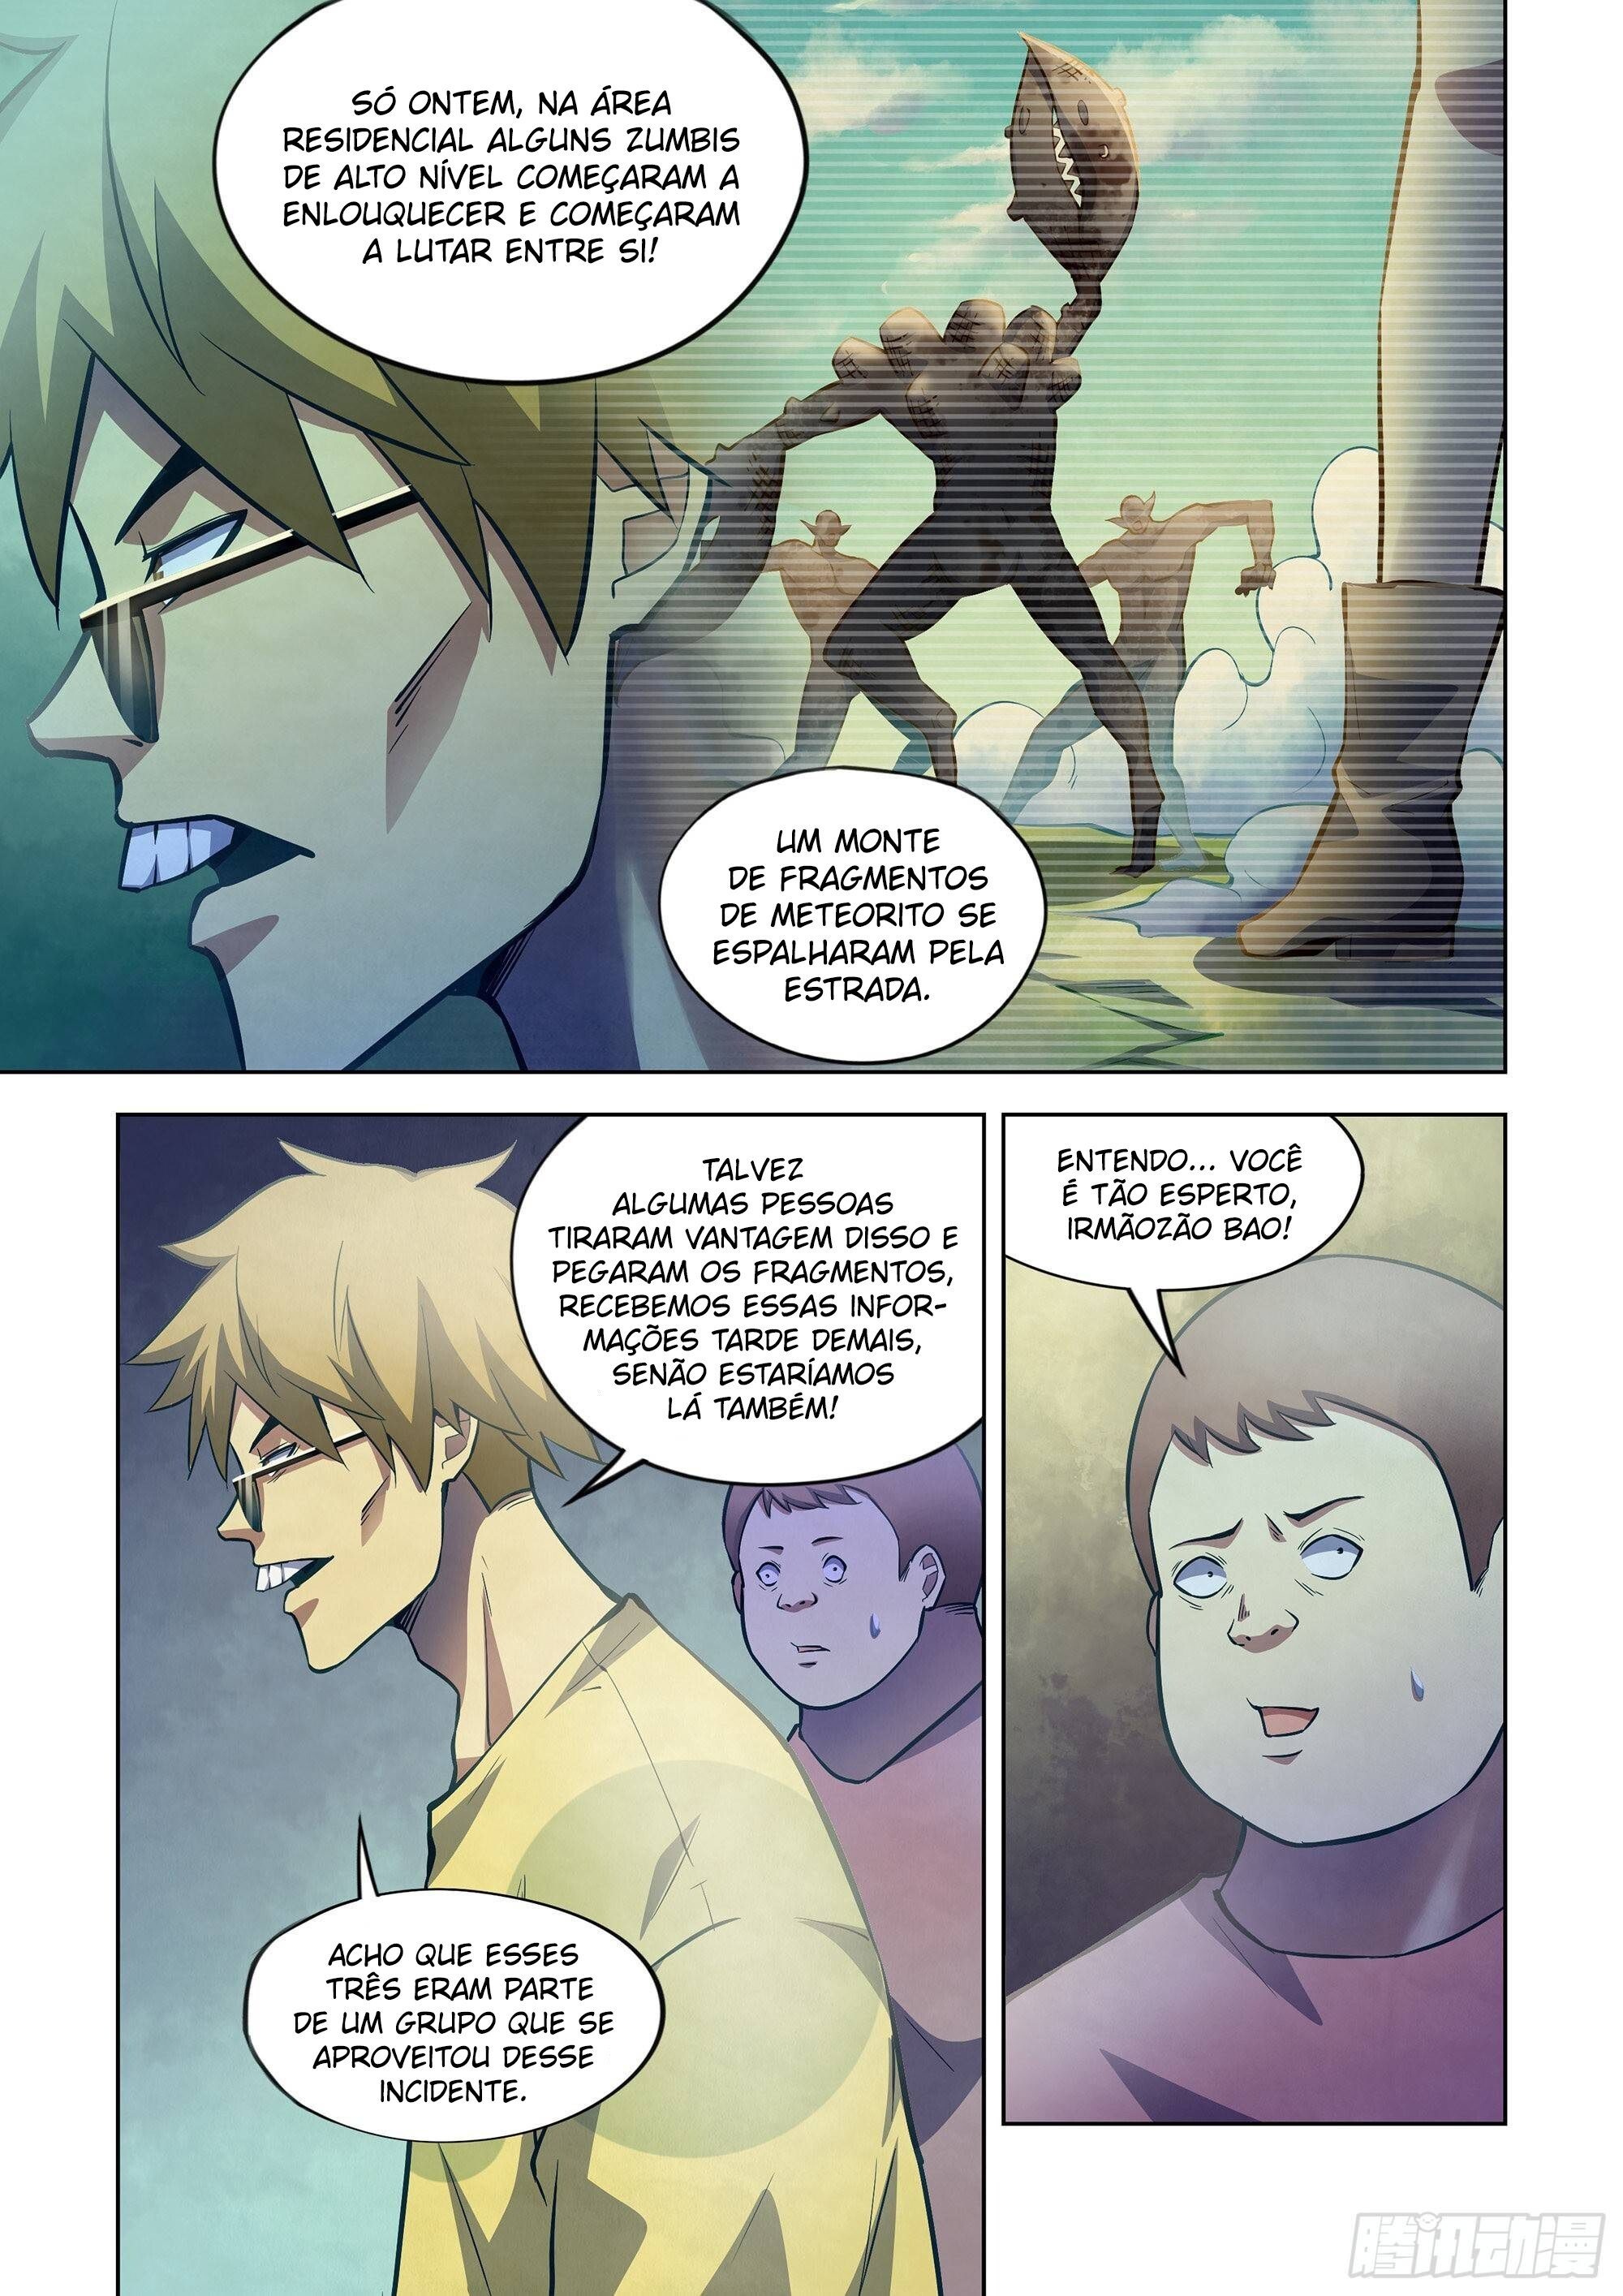 SÓ ONTEM, NA ÁREA
RESIDENCIAL ALGUNS ZUMBIS
DE ALTO NÍVEL COMEÇARAM A
ENLOUQUECER E COMEÇARAM
A LUTAR ENTRE SI!
UM MONTE
DE FRAGMENTOS
DE METEORITO SE
ESPALHARAM PELA
ESTRADA.
TALVEZ
ALGUMAS PESSOAS
TIRARAM VANTAGEM DISSO E
PEGARAM OS FRAGMENTOS,
RECEBEMOS ESSAS INFOR-
MAÇÕES TARDE DEMAIS,
SENÃO ESTARÍAMOS
LÁ TAMBÉM!
ENTENDO... VOCÊ
É TÃO ESPERTO,
IRMÃOZÃO BAO!
ACHO QUE ESSES
TRÊS ERAM PARTE
DE UM GRUPO QUE SE
APROVEITOU DESSE
INCIDENTE.
腾讯动漫